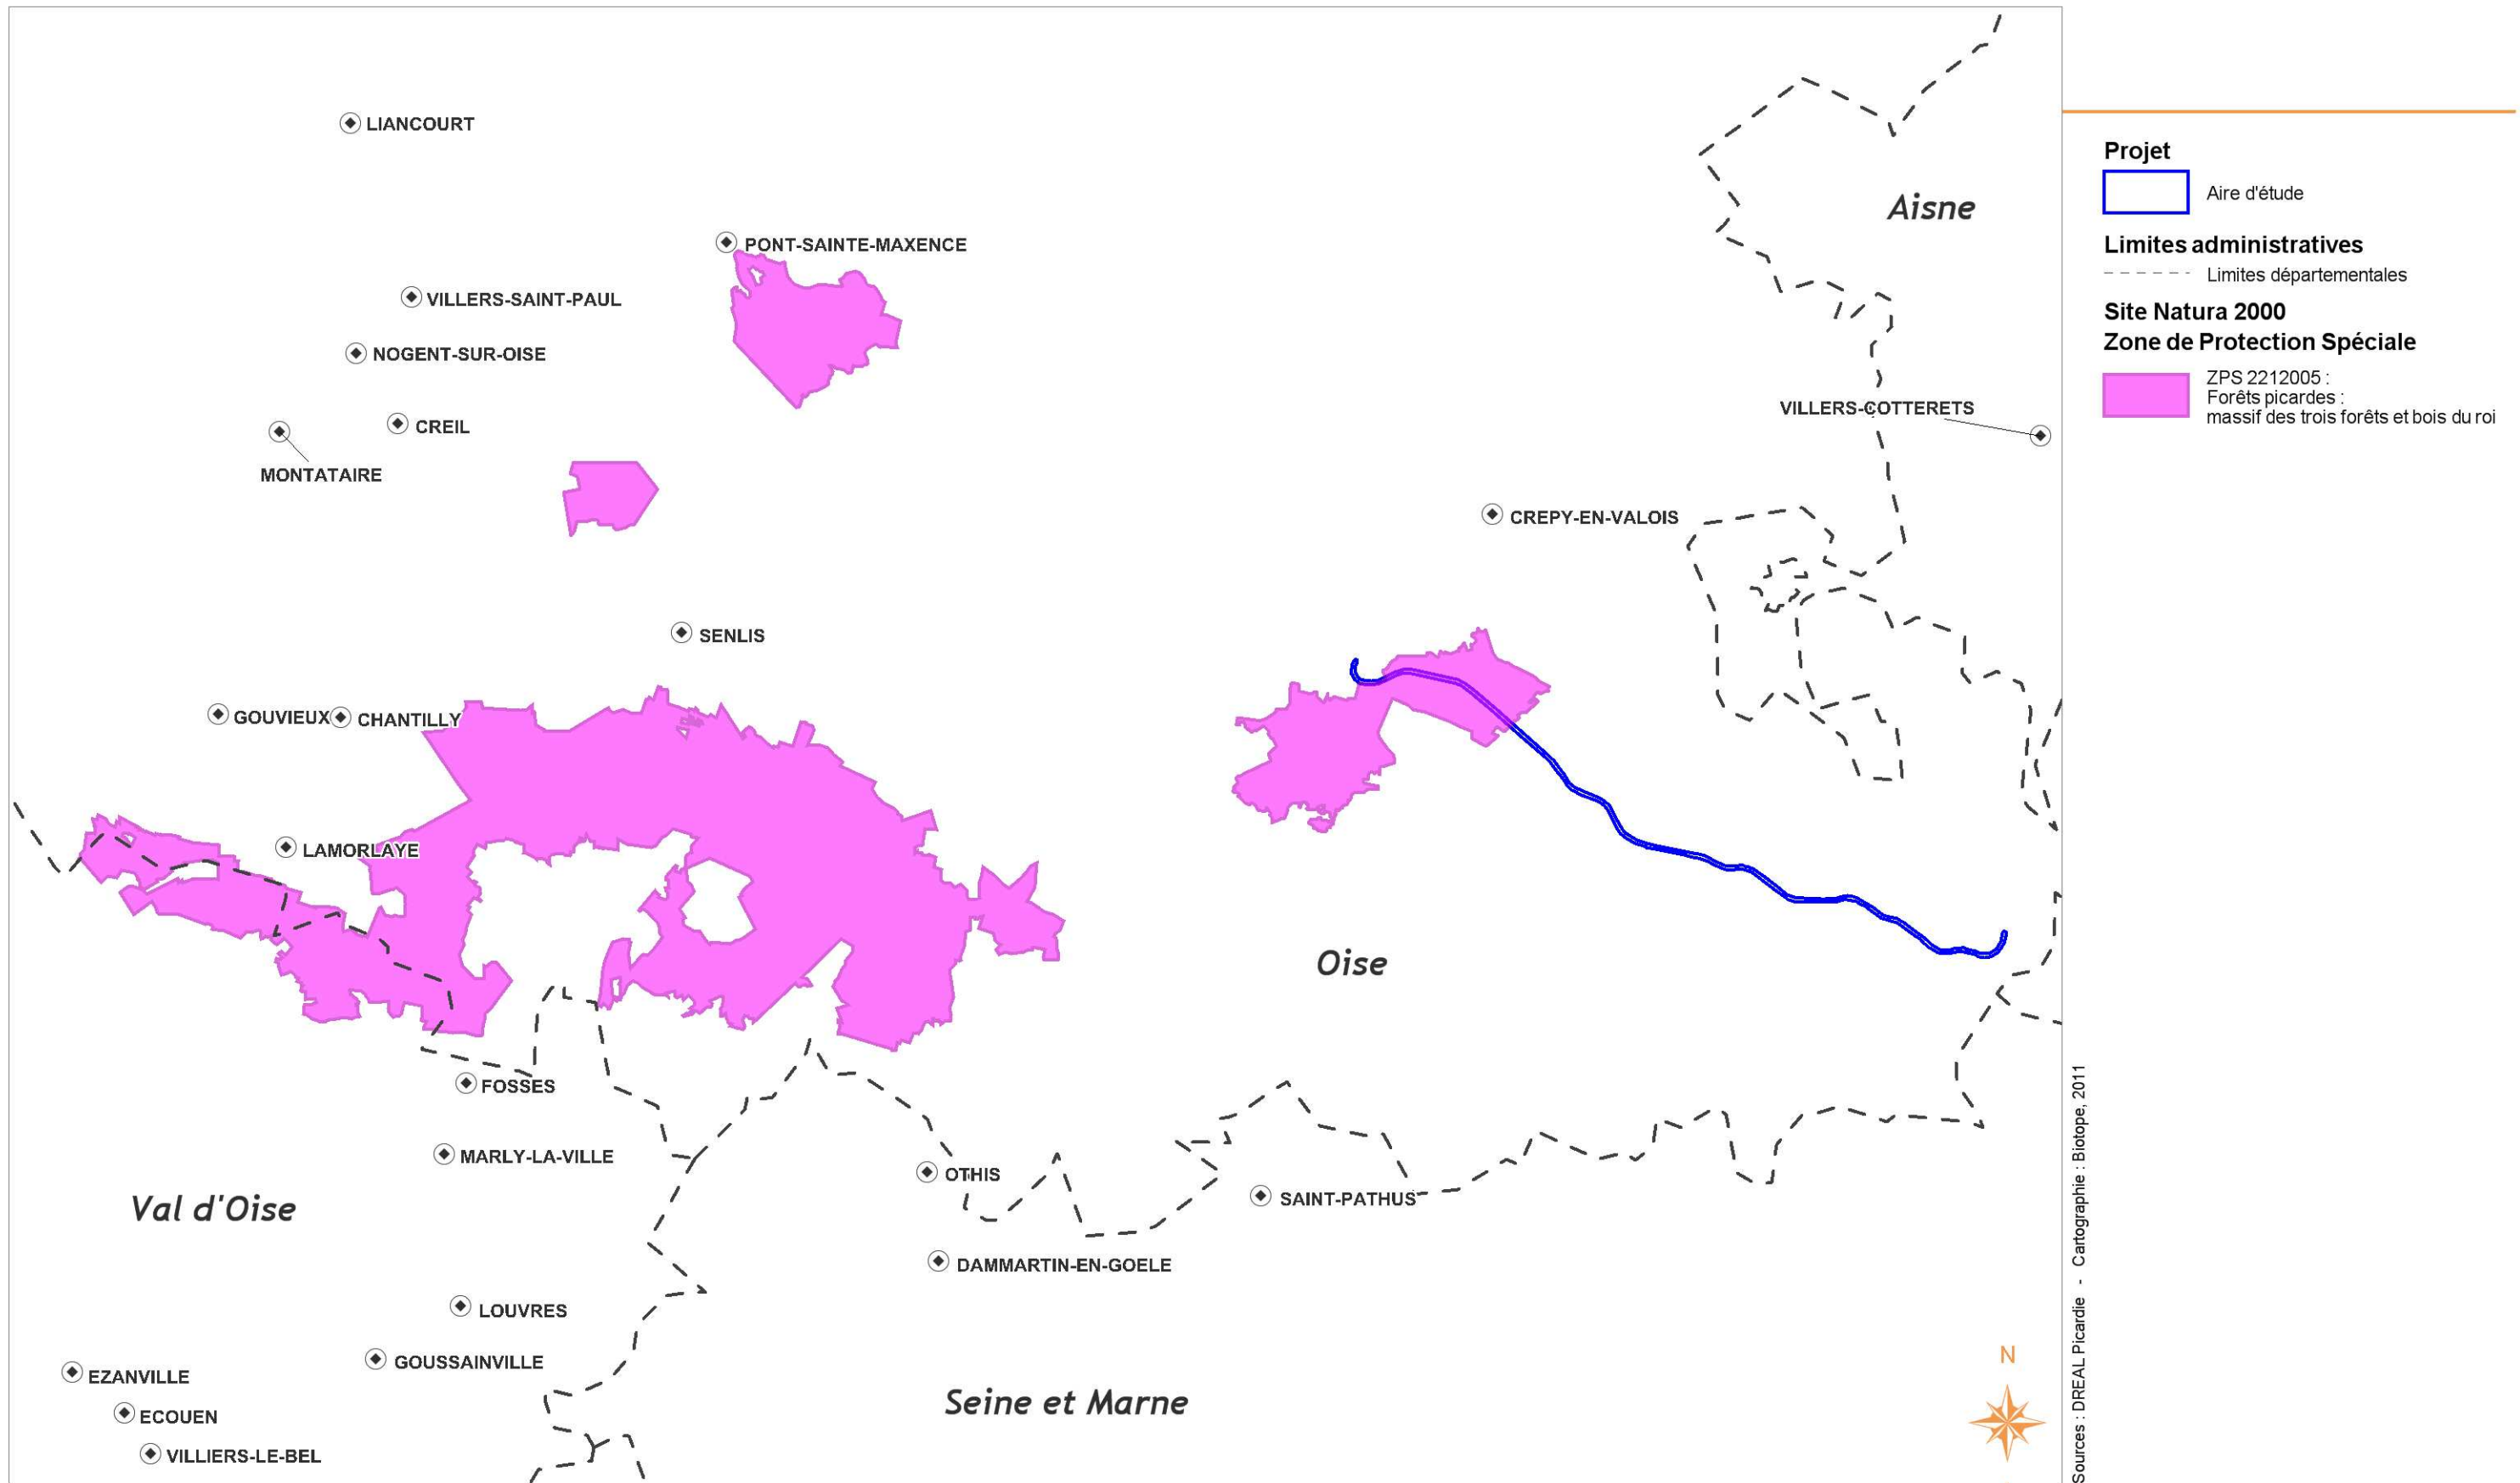 LIANCOURT
Aisne
PONT-SAINTE-MAXENCE
VILLERS-SAINT-PAUL
NOGENT-SUR-OISE
VILLERS-COTTERETS
CREIL
MONTATAIRE
CREPY-EN-VALOIS
SENLIS
GOUVIEUX
CHANTILLY
LAMORLAYE
Oise
FOSSES
MARLY-LA-VILLE
OTHIS
SAINT-PATHUS
Val d'Oise
DAMMARTIN-EN-GOELE
LOUVRES
GOUSSAINVILLE
EZANVILLE
Seine et Marne
ECOUEN
VILLIERS-LE-BEL
N
Projet
Aire d'étude
Limites administratives
Limites départementales
Site Natura 2000
Zone de Protection Spéciale
ZPS 2212005 :
Forêts picardes :
massif des trois forêts et bois du roi
Sources : DREAL Picardie - Cartographie : Biotope, 2011